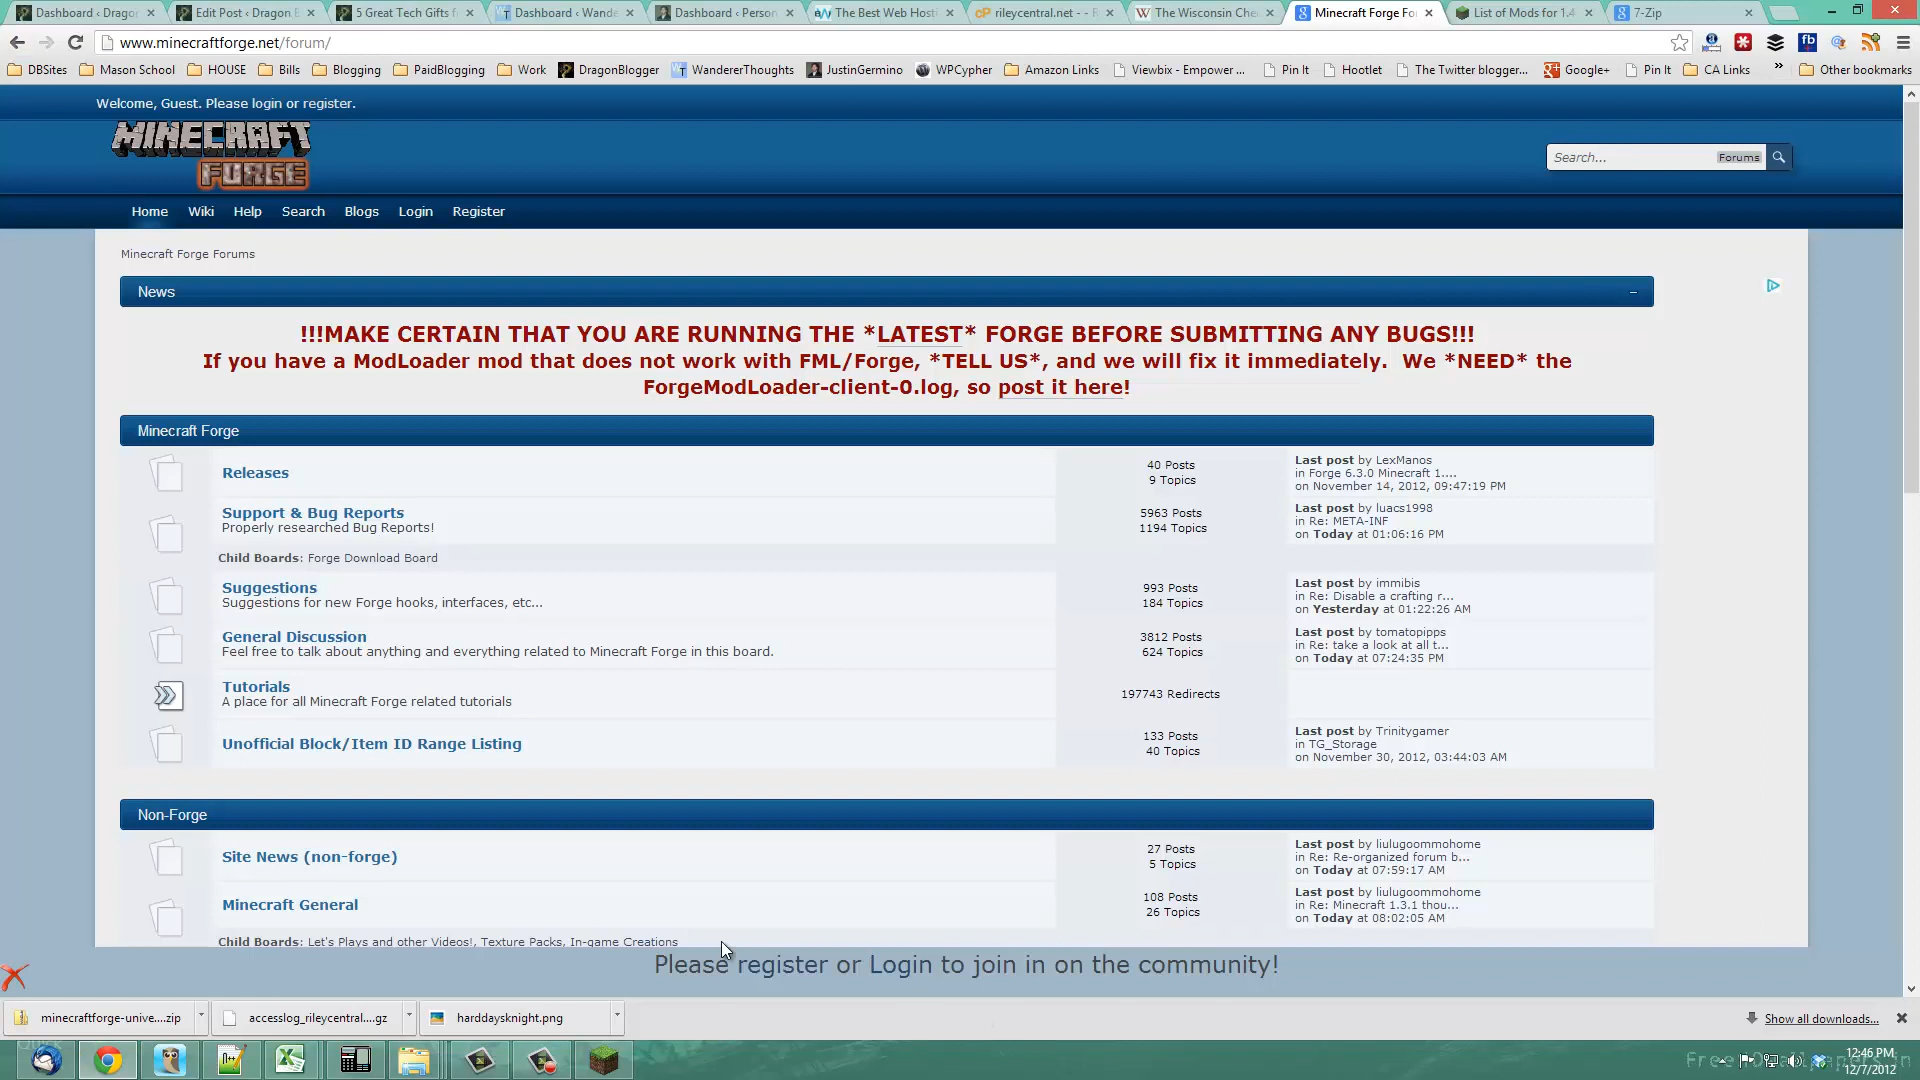 Dashboard ‹ Drago
Edit Post ‹ Dragon B
5 Great Tech Gifts f
Dashboard ‹ Wande
Dashboard ‹ Person
The Best Web Hosti
rileycentral.net - - R
The Wisconsin Che
Minecraft Forge Fo
List of Mods for 1.4
7-Zip
www.minecraftforge.net/forum/
DBSites
Mason School
HOUSE
Bills
Blogging
PaidBlogging
Work
DragonBlogger
WandererThoughts
JustinGermino
WPCypher
Amazon Links
Viewbix - Empower ...
Pin It
Hootlet
The Twitter blogger...
Google+
Pin It
CA Links
»
Other bookmarks
Welcome, Guest. Please login or register.
MINECRAFT
FORGE
Search...
Forums
Home
Wiki
Help
Search
Blogs
Login
Register
Minecraft Forge Forums
News
!!!MAKE CERTAIN THAT YOU ARE RUNNING THE *LATEST* FORGE BEFORE SUBMITTING ANY BUGS!!!
If you have a ModLoader mod that does not work with FML/Forge, *TELL US*, and we will fix it immediately. We *NEED* the
ForgeModLoader-client-0.log, so post it here!
Minecraft Forge
Releases
40 Posts
9 Topics
Last post by LexManos
in Forge 6.3.0 Minecraft 1....
on November 14, 2012, 09:47:19 PM
Support & Bug Reports
Properly researched Bug Reports!
5963 Posts
1194 Topics
Last post by luacs1998
in Re: META-INF
on Today at 01:06:16 PM
Child Boards: Forge Download Board
Suggestions
Suggestions for new Forge hooks, interfaces, etc...
993 Posts
184 Topics
Last post by immibis
in Re: Disable a crafting r...
on Yesterday at 01:22:26 AM
General Discussion
Feel free to talk about anything and everything related to Minecraft Forge in this board.
3812 Posts
624 Topics
Last post by tomatopipps
in Re: take a look at all t...
on Today at 07:24:35 PM
Tutorials
A place for all Minecraft Forge related tutorials
197743 Redirects
Unofficial Block/Item ID Range Listing
133 Posts
40 Topics
Last post by Trinitygamer
in TG_Storage
on November 30, 2012, 03:44:03 AM
Non-Forge
Site News (non-forge)
27 Posts
5 Topics
Last post by liulugoommohome
in Re: Re-organized forum b...
on Today at 07:59:17 AM
Minecraft General
108 Posts
26 Topics
Last post by liulugoommohome
in Re: Minecraft 1.3.1 thou...
on Today at 08:02:05 AM
Child Boards: Let's Plays and other Videos!, Texture Packs, In-game Creations
Please register or Login to join in on the community!
minecraftforge-unive....zip
accesslog_rileycentral....gz
harddaysknight.png
Show all downloads...
12:46 PM
12/7/2012